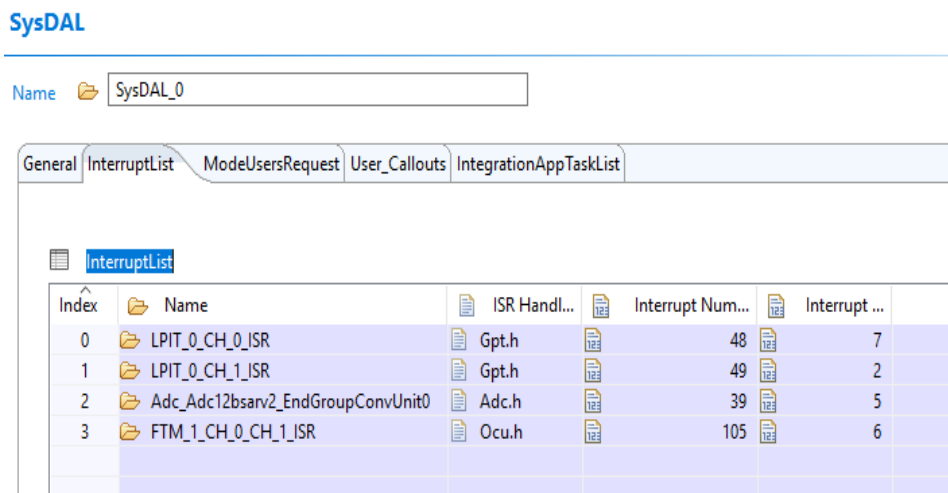 SysDAL
Name SysDAL_0
General InterruptList ModeUsersRequest User_Callouts IntegrationAppTaskList
InterruptList
Index Name ISR Handl... Interrupt Num... Interrupt ...
0 LPIT_0_CH_0_ISR Gpt.h 48 7
1 LPIT_0_CH_1_ISR Gpt.h 49 2
2 Adc_Adc12bsarv2_EndGroupConvUnit0 Adc.h 39 5
3 FTM_1_CH_0_CH_1_ISR Ocu.h 105 6